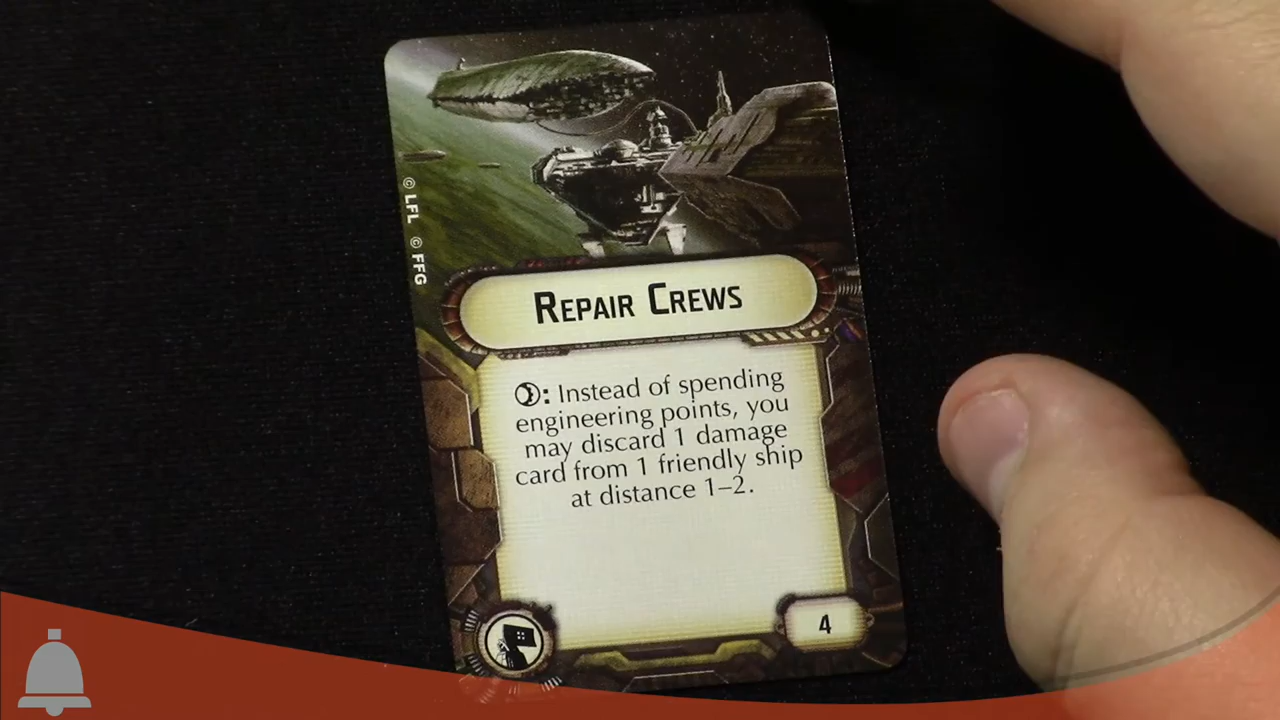 © LFL © FFG
REPAIR CREWS
: Instead of spending
engineering points, you
may discard 1 damage
card from 1 friendly ship
at distance 1–2.
4